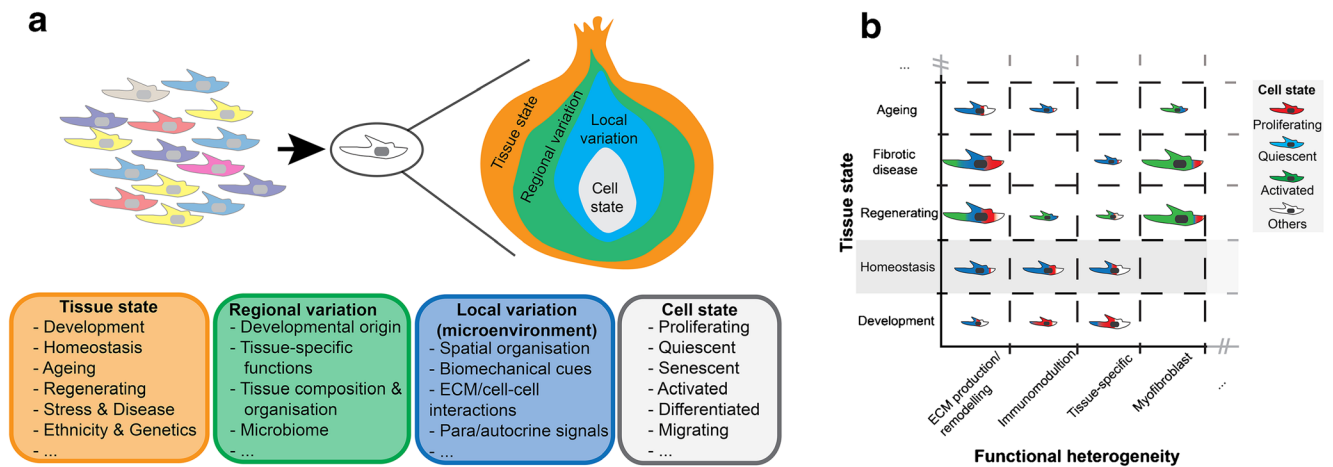 a
Tissue state
Regional variation
Local
variation
Cell
state
Tissue state
- Development
- Homeostasis
- Ageing
- Regenerating
- Stress & Disease
- Ethnicity & Genetics
- ...
Regional variation
- Developmental origin
- Tissue-specific
functions
- Tissue composition &
organisation
- Microbiome
- ...
Local variation
(microenvironment)
- Spatial organisation
- Biomechanical cues
- ECM/cell-cell
interactions
- Para/autocrine signals
- ...
Cell state
- Proliferating
- Quiescent
- Senescent
- Activated
- Differentiated
- Migrating
- ...
b
Tissue state
...
Ageing
Fibrotic
disease
Regenerating
Homeostasis
Development
ECM production/
remodelling
Immunomodultion
Tissue-specific
Myofibroblast
...
Functional heterogeneity
Cell state
Proliferating
Quiescent
Activated
Others